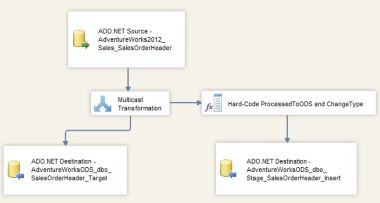 ADO.NET Source -
AdventureWorks2012_
Sales_SalesOrderHeader
Multicast
Transformation
fx
Hard-Code ProcessedToODS and ChangeType
ADO.NET Destination -
AdventureWorksODS_dbo_
SalesOrderHeader_Target
ADO.NET Destination -
AdventureWorksODS_dbo_
Stage_SalesOrderHeader_Insert